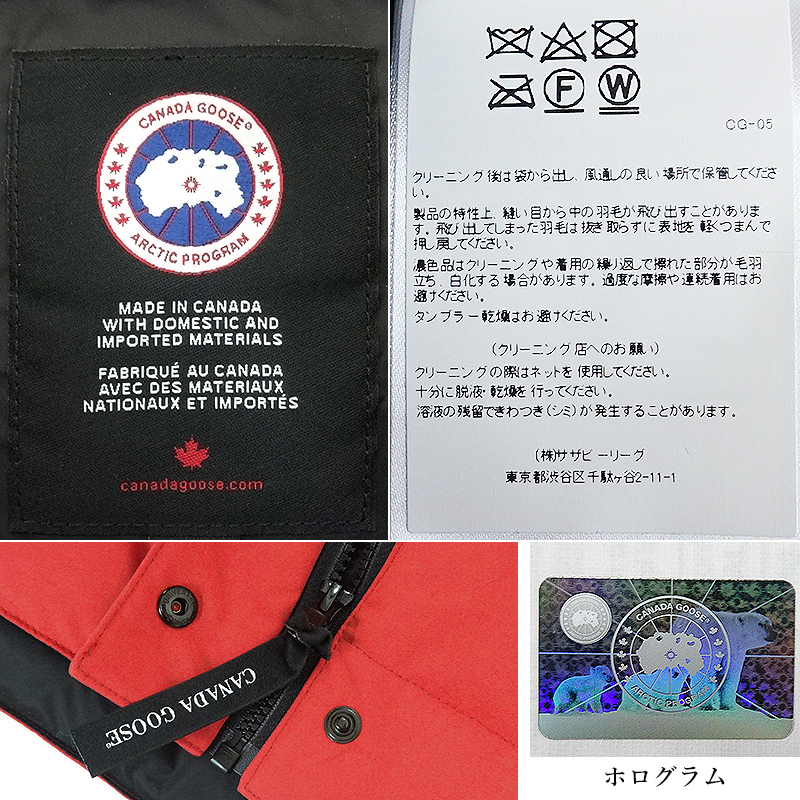 CANADA GOOSE®
ARCTIC PROGRAM
MADE IN CANADA
WITH DOMESTIC AND
IMPORTED MATERIALS
FABRIQUÉ AU CANADA
AVEC DES MATERIAUX
NATIONAUX ET IMPORTÉS
canadagoose.com
F W
CG-05
クリーニング後は袋から出し、風通しの良い場所で保管してくださ
い。
製品の特性上、縫い目から中の羽毛が飛び出すことがありま
す。飛び出してしまった羽毛は抜き取らずに表地を軽くつまんで
押し戻してください。
濃色品はクリーニングや着用の繰り返しで擦れた部分が毛羽
立ち、白化する場合があります。過度な摩擦や連続着用はお
避けください。
タンブラー乾燥はお避けください。
(クリーニング店へのお願い)
クリーニングの際はネットを使用してください。
十分に脱液・乾燥を行ってください。
溶液の残留できわつき(シミ)が発生することがあります。
(株)サザビーリーグ
東京都渋谷区千駄ヶ谷2-11-1
CANADA GOOSE®
CANADA GOOSE®
ARCTIC PROGRAM
ホログラム